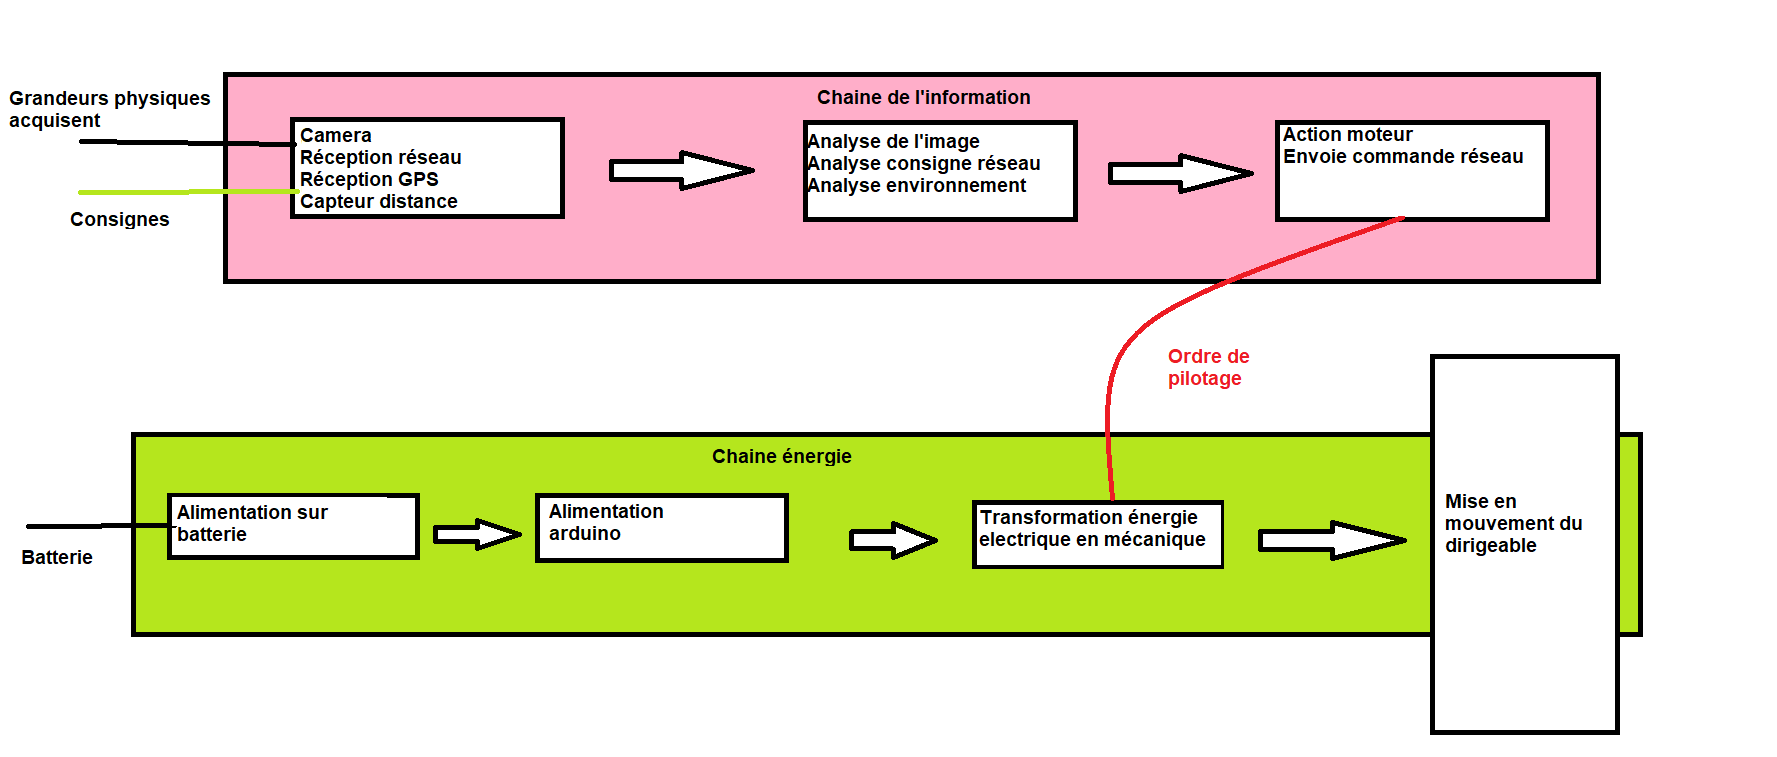 Chaine de l'information
Grandeurs physiques
acquisent
Consignes
Camera
Réception réseau
Réception GPS
Capteur distance
Analyse de l'image
Analyse consigne réseau
Analyse environnement
Action moteur
Envoie commande réseau
Ordre de
pilotage
Chaine énergie
Batterie
Alimentation sur
batterie
Alimentation
arduino
Transformation énergie
electrique en mécanique
Mise en
mouvement du
dirigeable